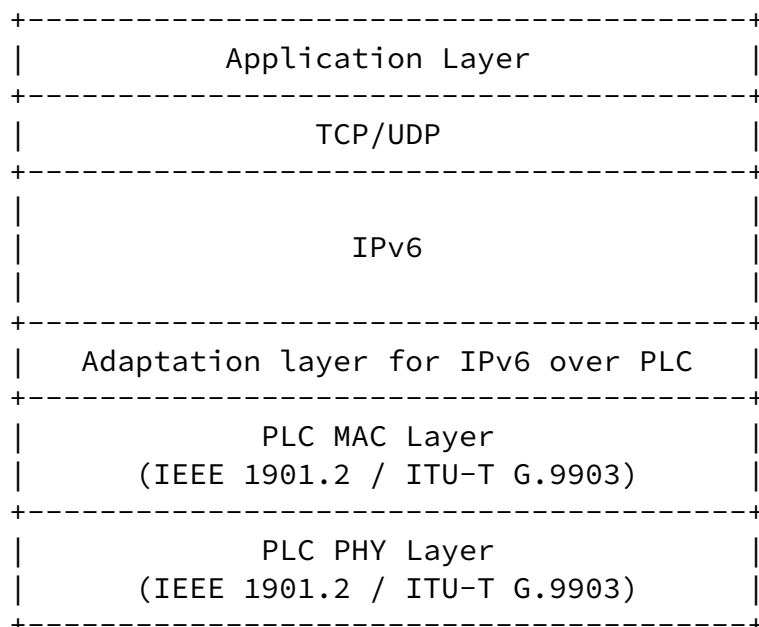 Application Layer
TCP/UDP
IPv6
Adaptation layer for IPv6 over PLC
PLC MAC Layer
(IEEE 1901.2 / ITU-T G.9903)
PLC PHY Layer
(IEEE 1901.2 / ITU-T G.9903)